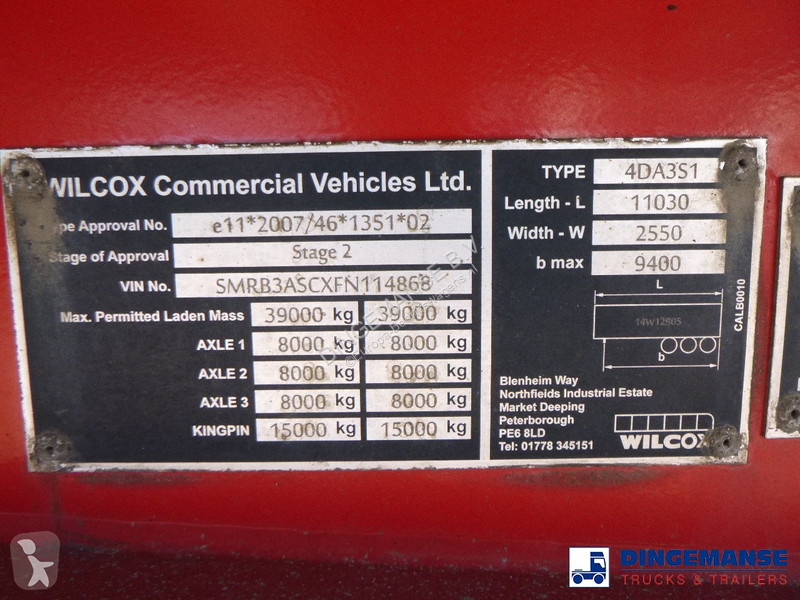 WILCOX Commercial Vehicles Ltd.
Type Approval No. e11*2007/46*1351*02
Stage of Approval Stage 2
VIN No. SMRB3ASCXFN114868
Max. Permitted Laden Mass 39000 kg 39000 kg
AXLE 1 8000 kg 8000 kg
AXLE 2 8000 kg 8000 kg
AXLE 3 8000 kg 8000 kg
KINGPIN 15000 kg 15000 kg
TYPE 4DA3S1
Length - L 11030
Width - W 2550
b max 9400
L
14W12905
b
CALB0010
Blenheim Way
Northfields Industrial Estate
Market Deeping
Peterborough
PE6 8LD
Tel: 01778 345151
WILCOX
DINGEMANSE B.V.
DINGEMANSE
TRUCKS & TRAILERS